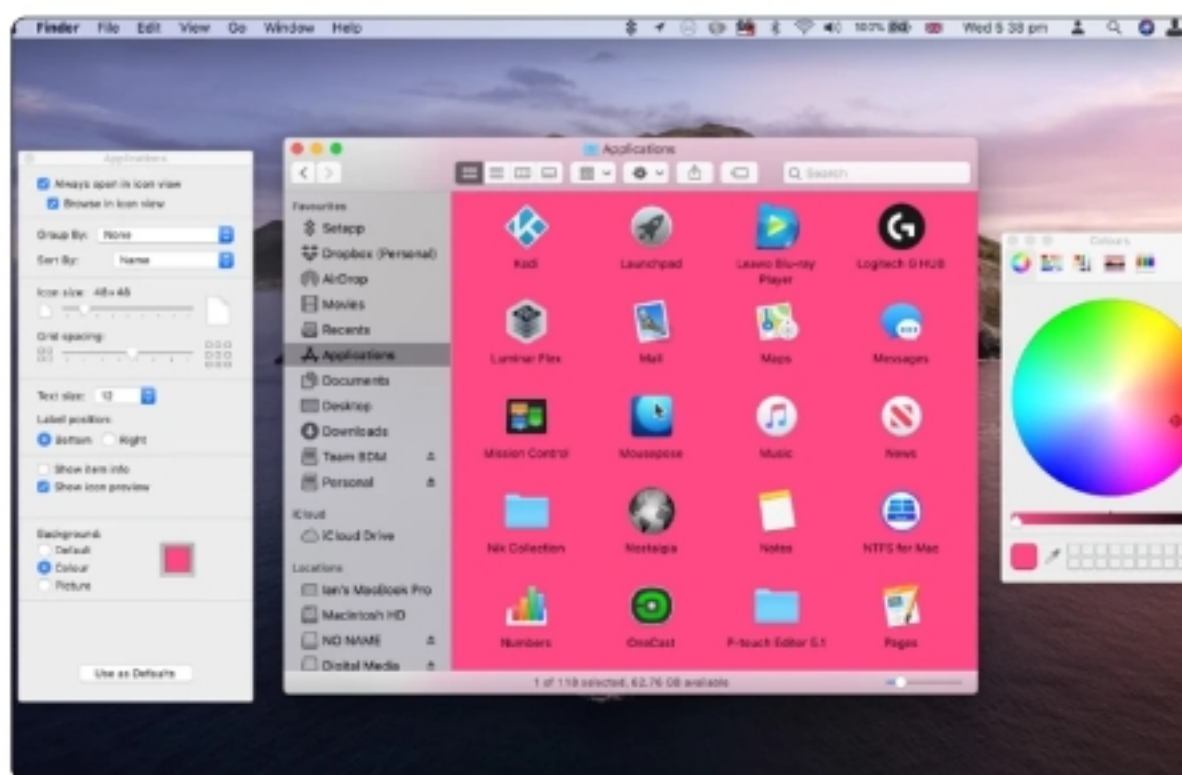 Finder File Edit View Go Window Help 100% Wed 5 38 pm
Applications
Always open in icon view
Browse in icon view
Group By: None
Sort By: Name
Icon size: 48×48
Grid spacing:
Text size: 12
Label position:
Bottom Right
Show item info
Show icon preview
Background:
Default
Colour
Picture
Use as Defaults
Applications
Search
Favourites
Setapp
Dropbox (Personal)
AirDrop
Movies
Recents
Applications
Documents
Desktop
Downloads
Team BDM
Personal
iCloud
iCloud Drive
Locations
Ian's MacBook Pro
Macintosh HD
NO NAME
Digital Media
Kodi Launchpad Leawo Blu-ray Player Logitech G HUB
Luminar Flex Mail Maps Messages
Mission Control Mousepose Music News
Nik Collection Nostalgia Notes NTFS for Mac
Numbers OneCast P-touch Editor 5.1 Pages
1 of 118 selected, 62.76 GB available
Colours